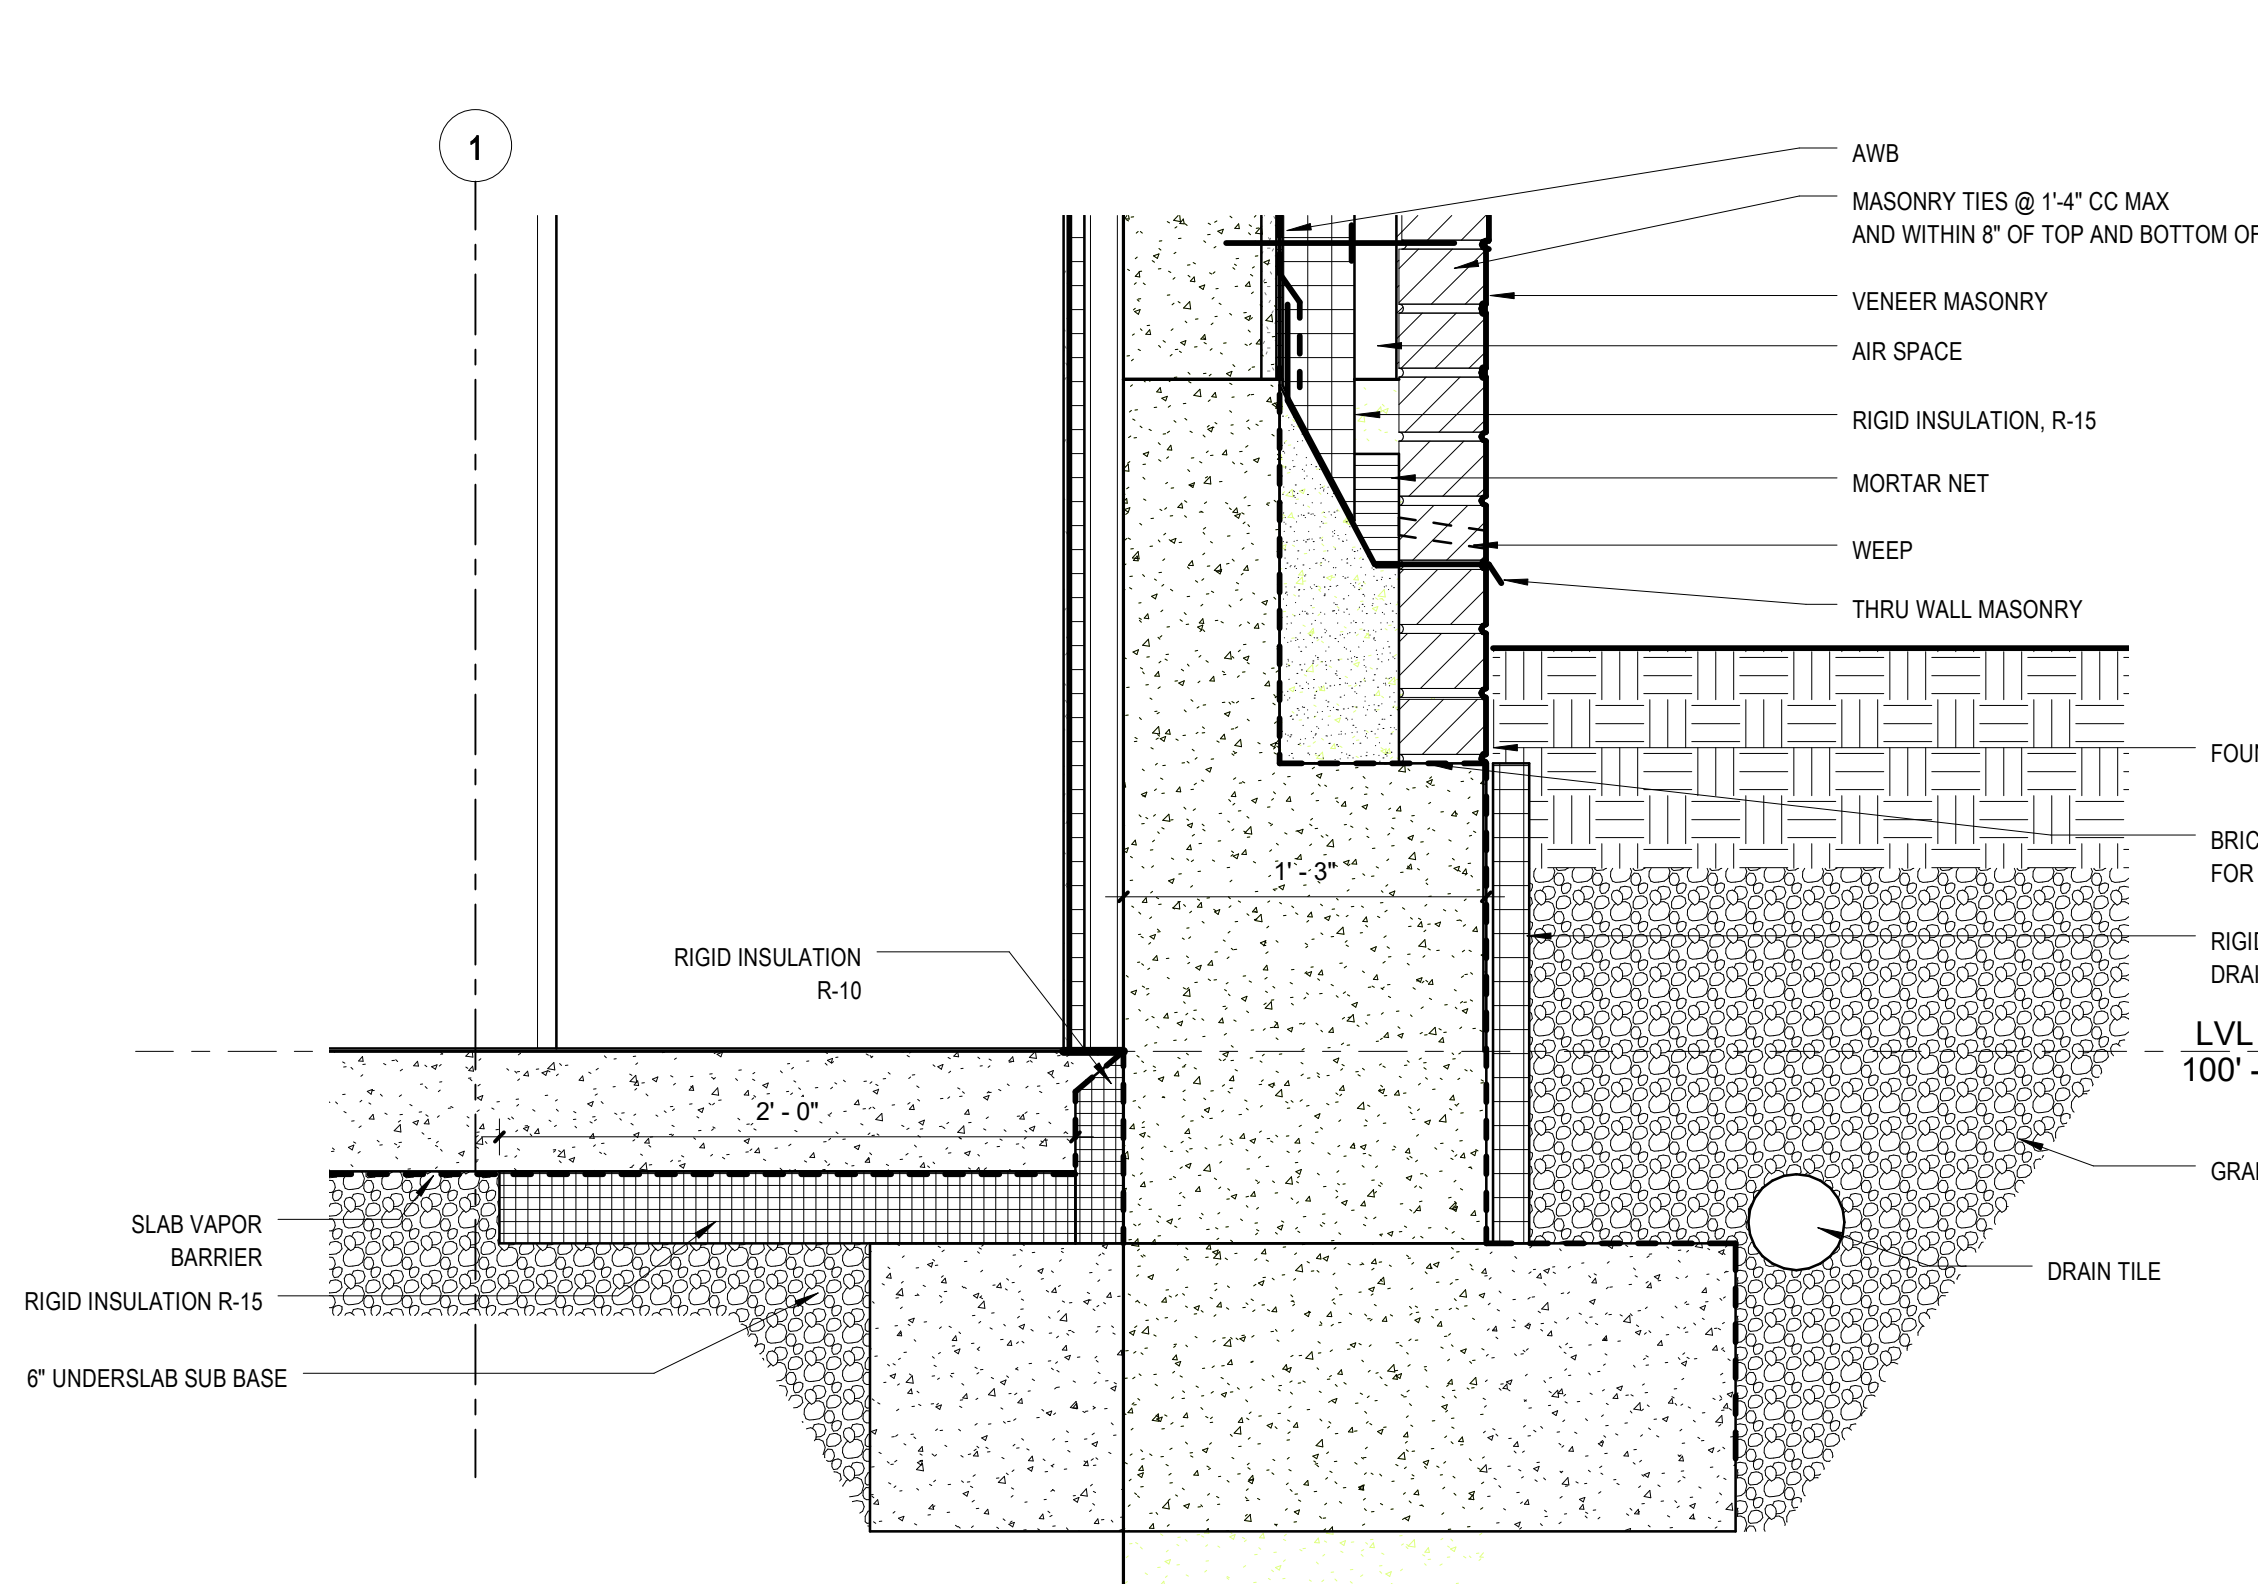 1
AWB
MASONRY TIES @ 1'-4" CC MAX
AND WITHIN 8" OF TOP AND BOTTOM OF
VENEER MASONRY
AIR SPACE
RIGID INSULATION, R-15
MORTAR NET
WEEP
THRU WALL MASONRY
FOUN
BRIC
FOR
1' - 3"
RIGID
DRAI
RIGID INSULATION
R-10
LVL
100' -
2' - 0"
GRAN
SLAB VAPOR
BARRIER
DRAIN TILE
RIGID INSULATION R-15
6" UNDERSLAB SUB BASE